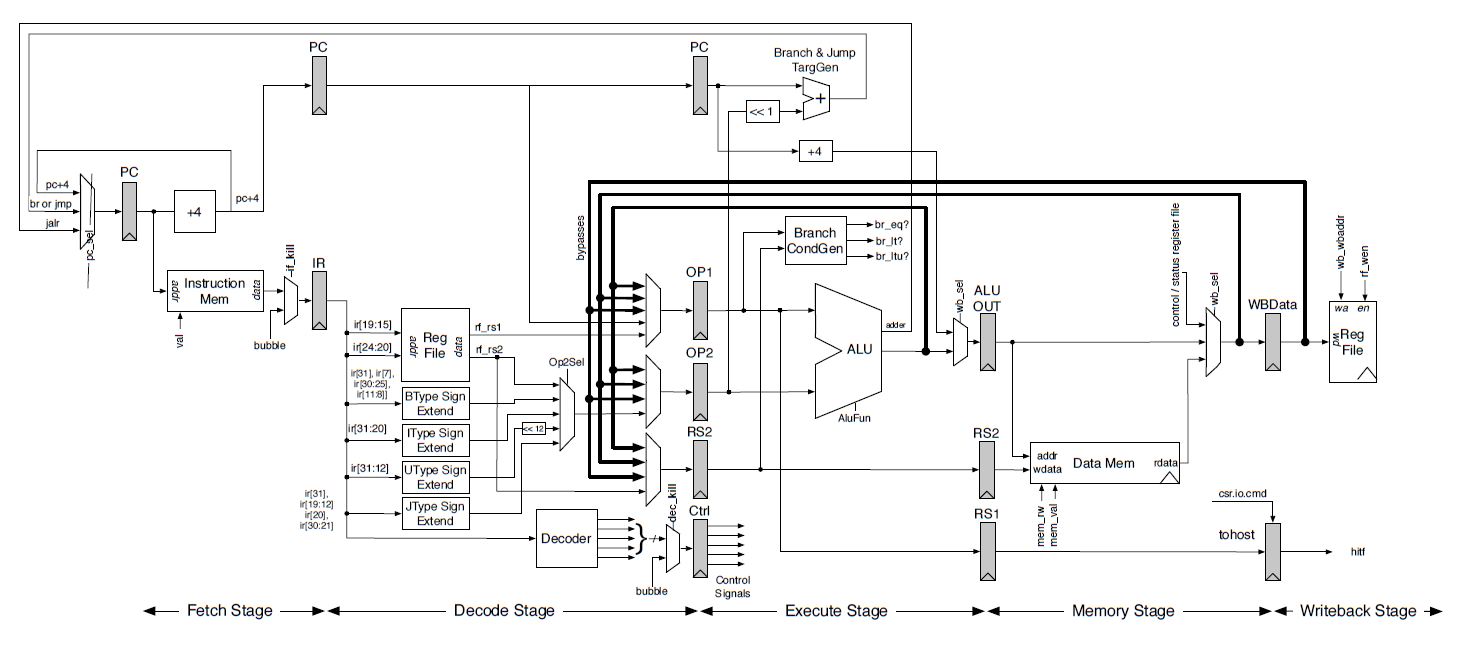 PC
PC
Branch & Jump
TargGen
+
<< 1
+4
PC
pc+4
br or jmp
jalr
pc_sel
+4
pc+4
bypasses
Branch
CondGen
br_eq?
br_lt?
br_ltu?
control / status register file
wb_sel
wb_wbaddr
rf_wen
if_kill
IR
Instruction
Mem
addr
data
val
bubble
OP1
ALU
OUT
wb_sel
WBData
wa
en
wd
Reg
File
ir[19:15]
ir[24:20]
Reg
File
addr
data
rf_rs1
rf_rs2
adder
ALU
AluFun
OP2
Op2Sel
ir[31], ir[7],
ir[30:25],
ir[11:8]]
BType Sign
Extend
ir[31:20]
IType Sign
Extend
<< 12
ir[31:12]
UType Sign
Extend
JType Sign
Extend
ir[31],
ir[19:12]
ir[20],
ir[30:21]
RS2
RS2
addr
wdata
Data Mem
rdata
mem_rw
mem_val
csr.io.cmd
dec_kill
Ctrl
Decoder
}
bubble
Control
Signals
RS1
tohost
hitf
Fetch Stage
Decode Stage
Execute Stage
Memory Stage
Writeback Stage